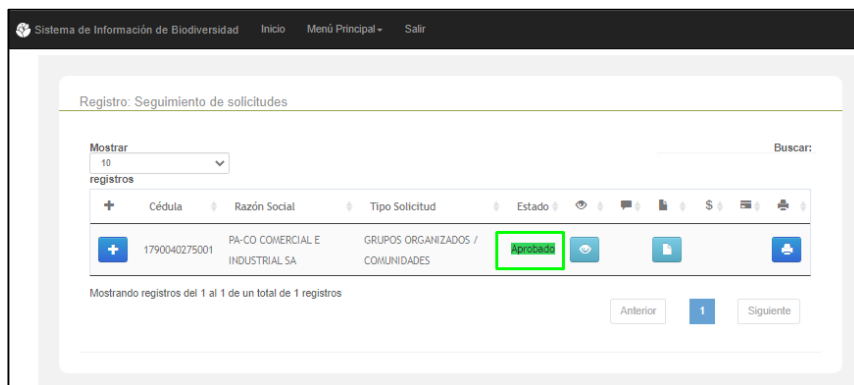 Sistema de Información de Biodiversidad Inicio Menú Principal Salir
Registro: Seguimiento de solicitudes
Mostrar Buscar:
10
registros
+ Cédula Razón Social Tipo Solicitud Estado $
+ 1790040275001 PA-CO COMERCIAL E INDUSTRIAL SA GRUPOS ORGANIZADOS / COMUNIDADES Aprobado
Mostrando registros del 1 al 1 de un total de 1 registros
Anterior 1 Siguiente